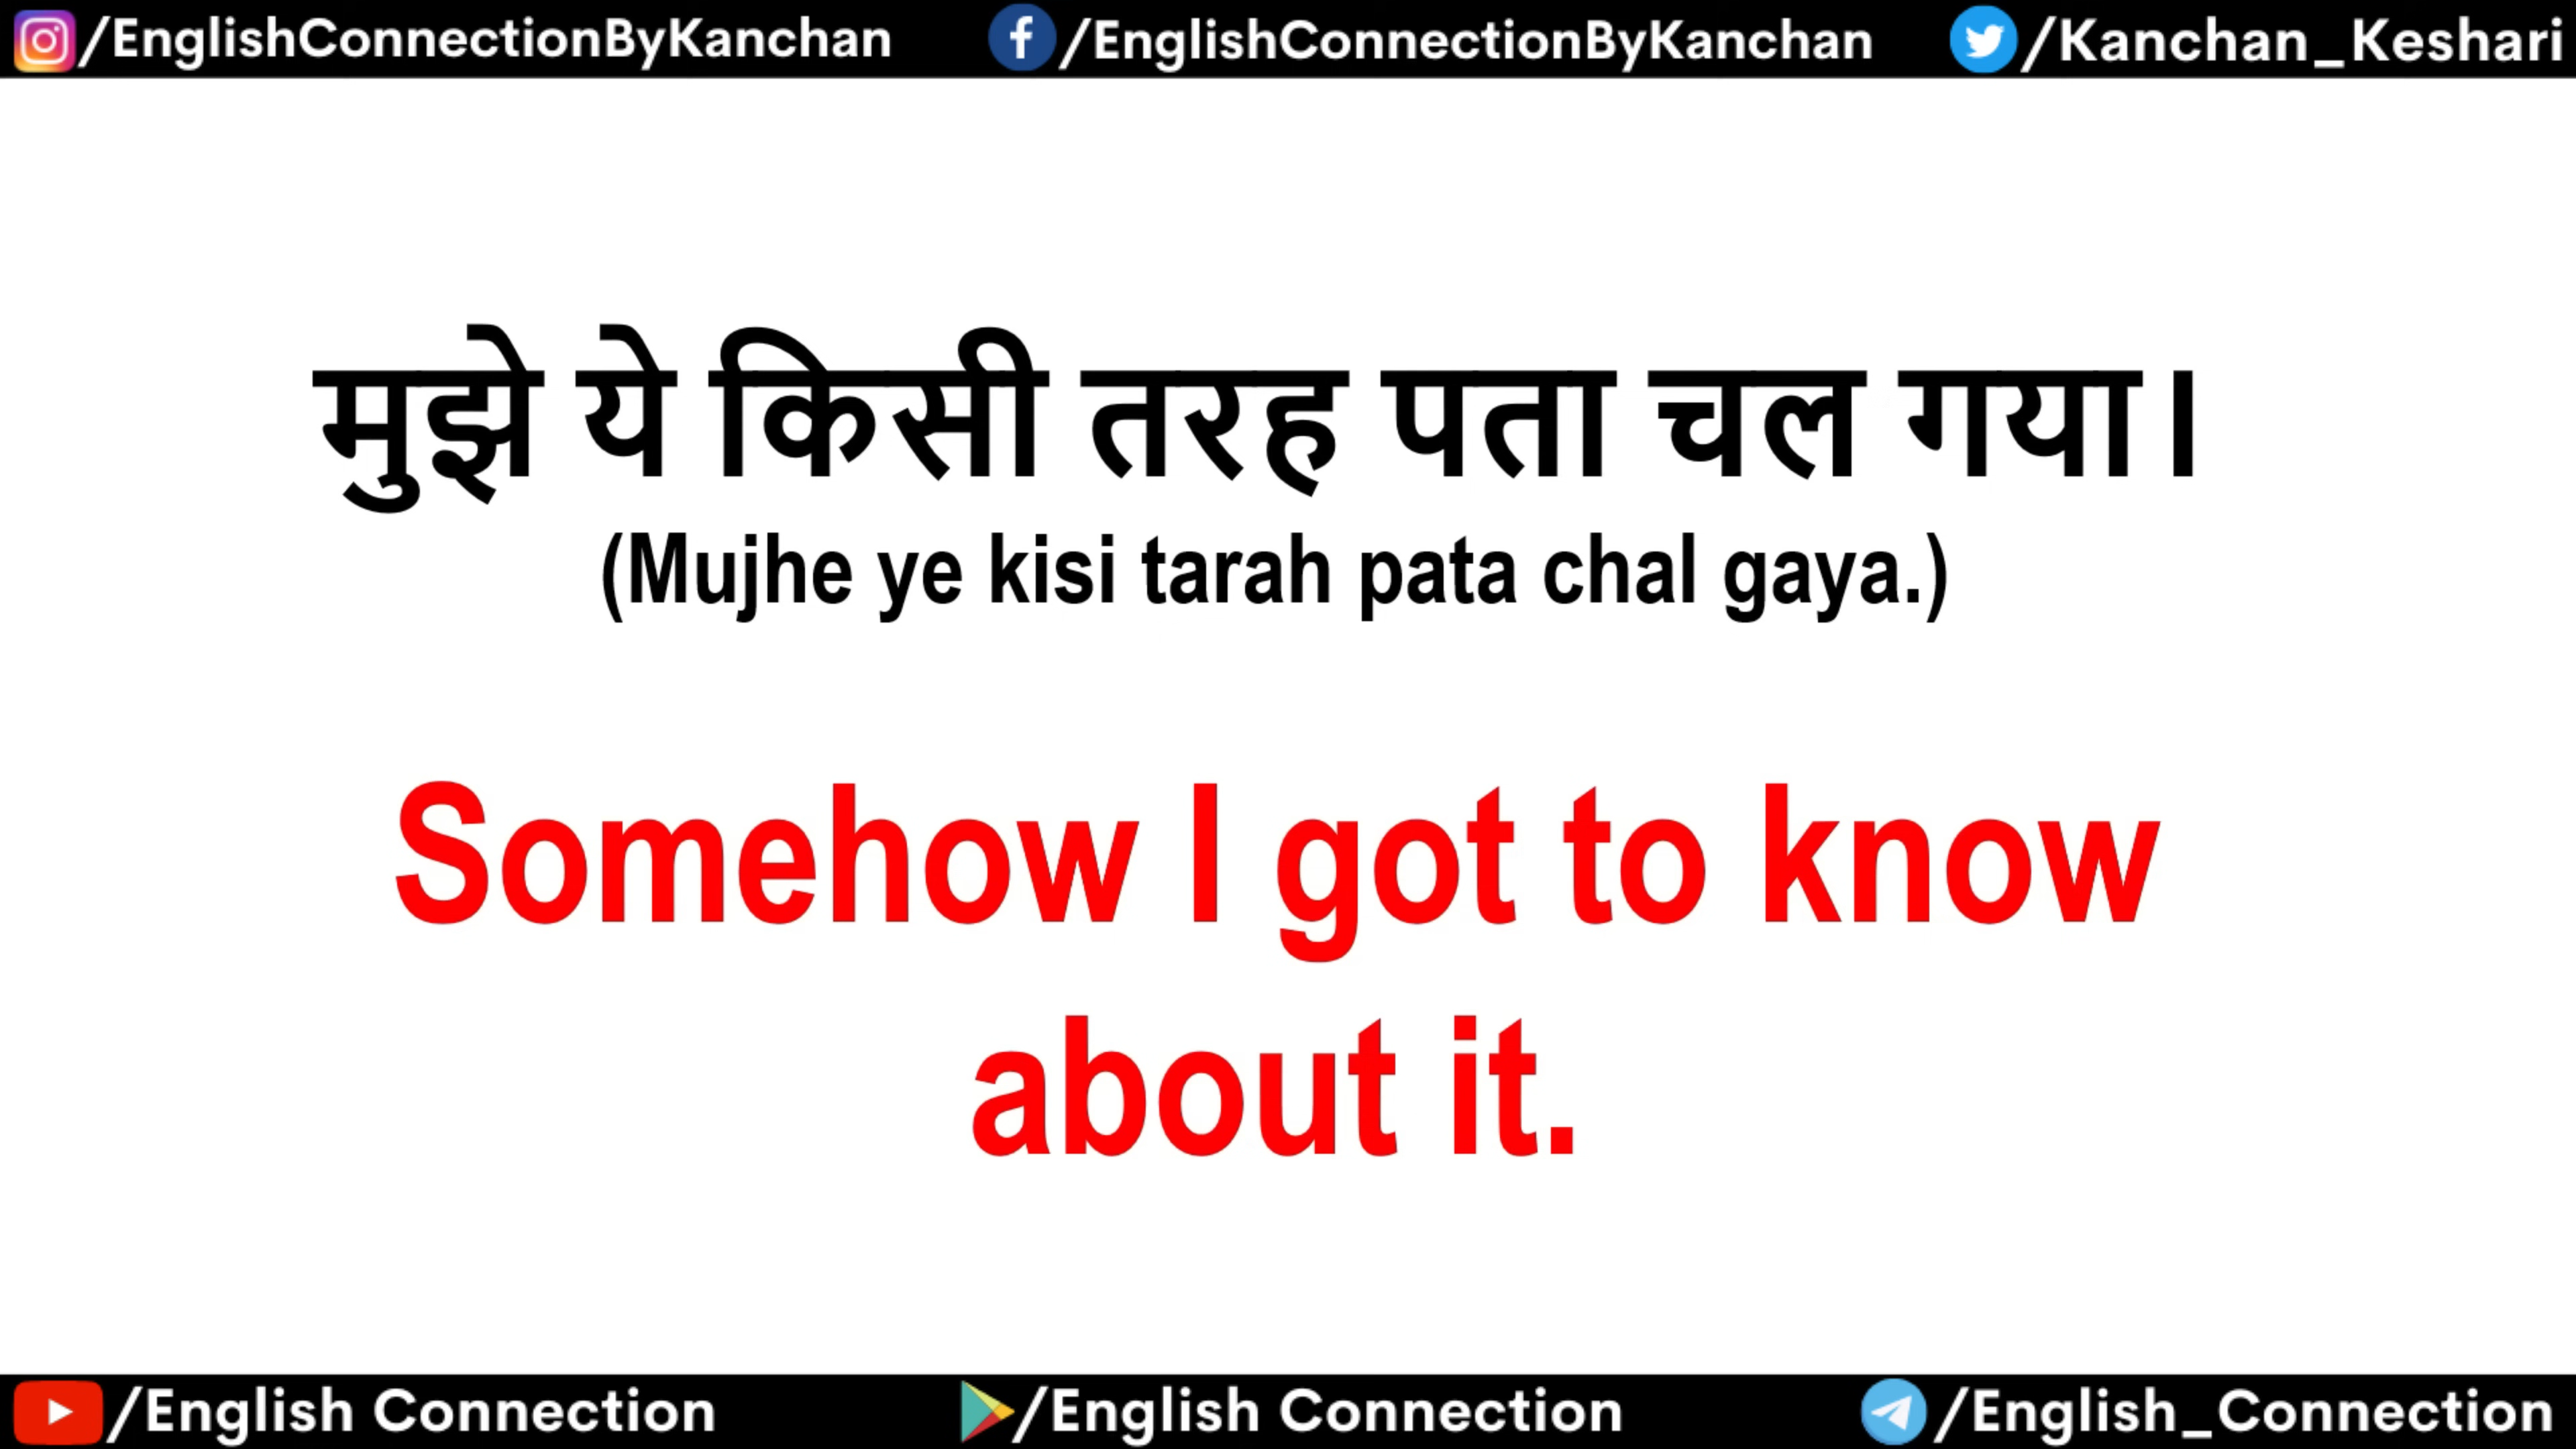 /EnglishConnectionByKanchan /EnglishConnectionByKanchan /Kanchan_Keshari
मुझे ये किसी तरह पता चल गया।
(Mujhe ye kisi tarah pata chal gaya.)
Somehow I got to know
about it.
/English Connection /English Connection /English_Connection